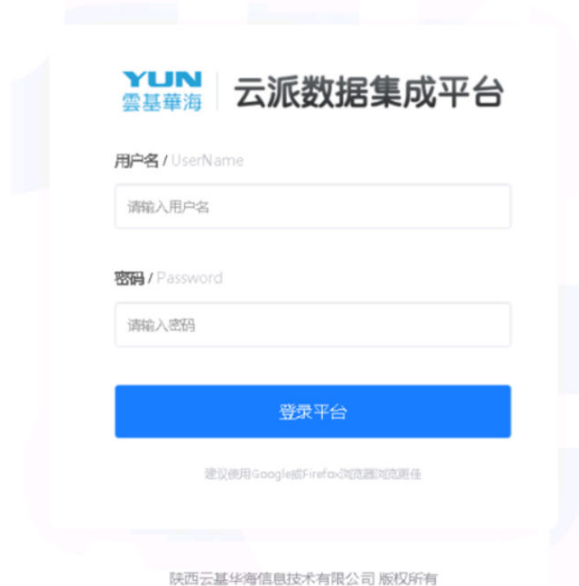 YUN
雲基華海
云派数据集成平台
用户名 / UserName
请输入用户名
密码 / Password
请输入密码
登录平台
建议使用Google或Firefox浏览器浏览更佳
陕西云基华海信息技术有限公司 版权所有